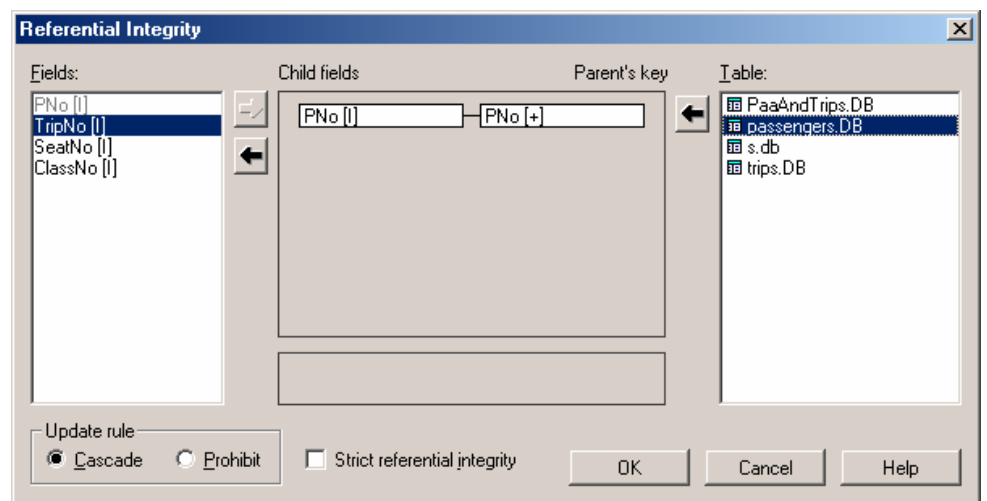 Referential Integrity
Fields:
Child fields
Parent's key
Table:
PNo [I]
TripNo [I]
SeatNo [I]
ClassNo [I]
PNo [I]
PNo [+]
PaaAndTrips.DB
passengers.DB
s.db
trips.DB
Update rule
Cascade
Prohibit
Strict referential integrity
OK
Cancel
Help